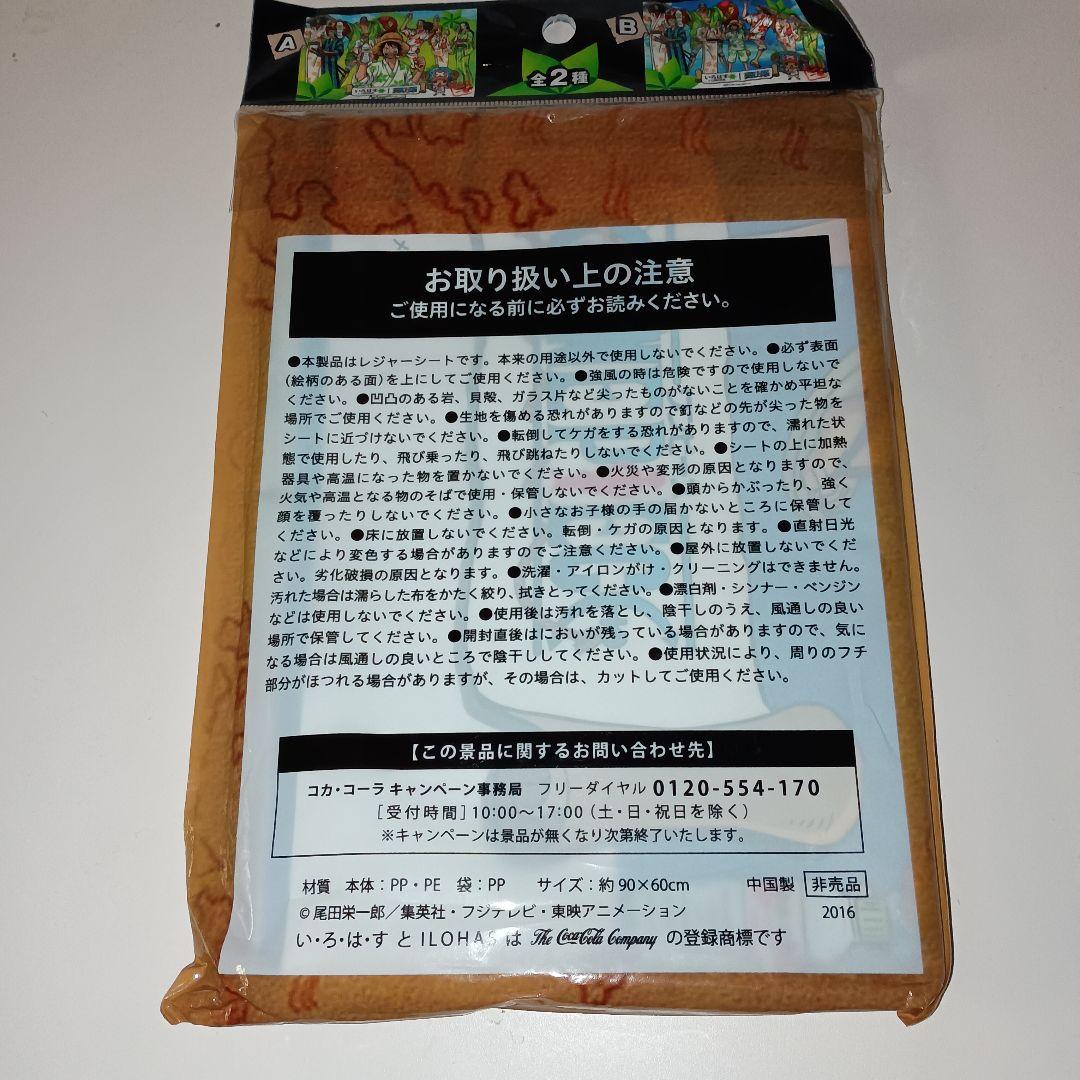 A
全2種
B
いろはす
いろはす
お取り扱い上の注意
ご使用になる前に必ずお読みください。
●本製品はレジャーシートです。本来の用途以外で使用しないでください。●必ず表面
(絵柄のある面)を上にしてご使用ください。●強風の時は危険ですので使用しないで
ください。●凹凸のある岩、貝殻、ガラス片など尖ったものがないことを確かめ平坦な
場所でご使用ください。●生地を傷める恐れがありますので釘などの先が尖った物を
シートに近づけないでください。●転倒してケガをする恐れがありますので、濡れた状
態で使用したり、飛び乗ったり、飛び跳ねたりしないでください。●シートの上に加熱
器具や高温になった物を置かないでください。●火災や変形の原因となりますので、
火気や高温となる物のそばで使用・保管しないでください。●頭からかぶったり、強く
顔を覆ったりしないでください。●小さなお子様の手の届かないところに保管して
ください。●床に放置しないでください。転倒・ケガの原因となります。●直射日光
などにより変色する場合がありますのでご注意ください。●屋外に放置しないでくだ
さい。劣化破損の原因となります。●洗濯・アイロンがけ・クリーニングはできません。
汚れた場合は濡らした布をかたく絞り、拭きとってください。●漂白剤・シンナー・ベンジン
などは使用しないでください。●使用後は汚れを落とし、陰干しのうえ、風通しの良い
場所で保管してください。●開封直後はにおいが残っている場合がありますので、気に
なる場合は風通しの良いところで陰干ししてください。●使用状況により、周りのフチ
部分がほつれる場合がありますが、その場合は、カットしてご使用ください。
【この景品に関するお問い合わせ先】
コカ・コーラ キャンペーン事務局 フリーダイヤル 0120-554-170
[受付時間]10:00～17:00(土・日・祝日を除く)
※キャンペーンは景品が無くなり次第終了いたします。
材質 本体：PP・PE 袋：PP サイズ：約90×60cm 中国製 非売品
©尾田栄一郎／集英社・フジテレビ・東映アニメーション 2016
い・ろ・は・す と ILOHAS は The Coca-Cola Company の登録商標です